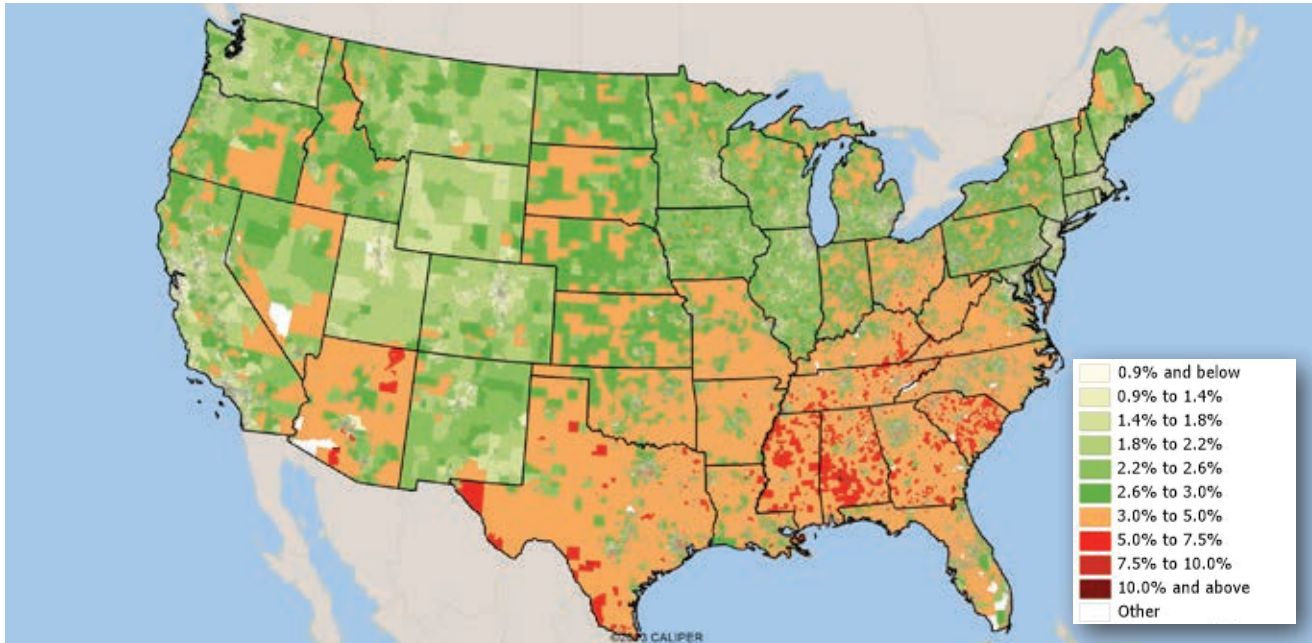 0.9% and below
0.9% to 1.4%
1.4% to 1.8%
1.8% to 2.2%
2.2% to 2.6%
2.6% to 3.0%
3.0% to 5.0%
5.0% to 7.5%
7.5% to 10.0%
10.0% and above
Other
CALIPER